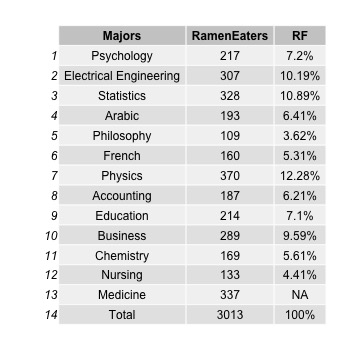 Majors RamenEaters RF
1 Psychology 217 7.2%
2 Electrical Engineering 307 10.19%
3 Statistics 328 10.89%
4 Arabic 193 6.41%
5 Philosophy 109 3.62%
6 French 160 5.31%
7 Physics 370 12.28%
8 Accounting 187 6.21%
9 Education 214 7.1%
10 Business 289 9.59%
11 Chemistry 169 5.61%
12 Nursing 133 4.41%
13 Medicine 337 NA
14 Total 3013 100%